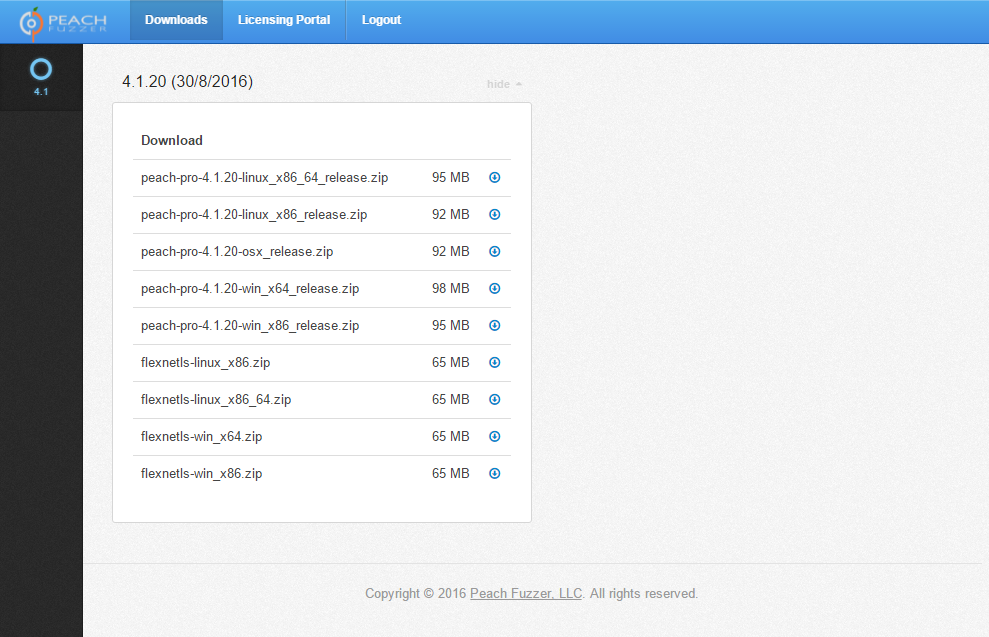 PEACH
FUZZER
Downloads
Licensing Portal
Logout
4.1
4.1.20 (30/8/2016)
hide
Download
peach-pro-4.1.20-linux_x86_64_release.zip 95 MB
peach-pro-4.1.20-linux_x86_release.zip 92 MB
peach-pro-4.1.20-osx_release.zip 92 MB
peach-pro-4.1.20-win_x64_release.zip 98 MB
peach-pro-4.1.20-win_x86_release.zip 95 MB
flexnetls-linux_x86.zip 65 MB
flexnetls-linux_x86_64.zip 65 MB
flexnetls-win_x64.zip 65 MB
flexnetls-win_x86.zip 65 MB
Copyright © 2016 Peach Fuzzer, LLC. All rights reserved.